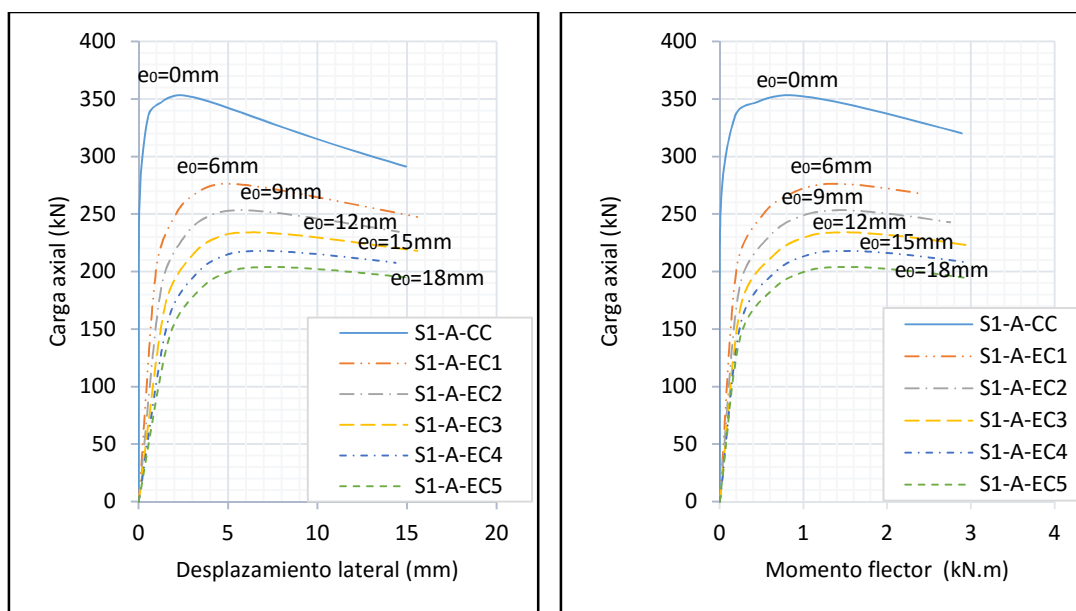 400
350
300
250
200
150
100
50
0
Carga axial (kN)
e0=0mm
e0=6mm
e0=9mm
e0=12mm
e0=15mm
e0=18mm
S1-A-CC
S1-A-EC1
S1-A-EC2
S1-A-EC3
S1-A-EC4
S1-A-EC5
0 5 10 15 20
Desplazamiento lateral (mm)
400
350
300
250
200
150
100
50
0
Carga axial (kN)
e0=0mm
e0=6mm
e0=9mm
e0=12mm
e0=15mm
e0=18mm
S1-A-CC
S1-A-EC1
S1-A-EC2
S1-A-EC3
S1-A-EC4
S1-A-EC5
0 1 2 3 4
Momento flector (kN.m)